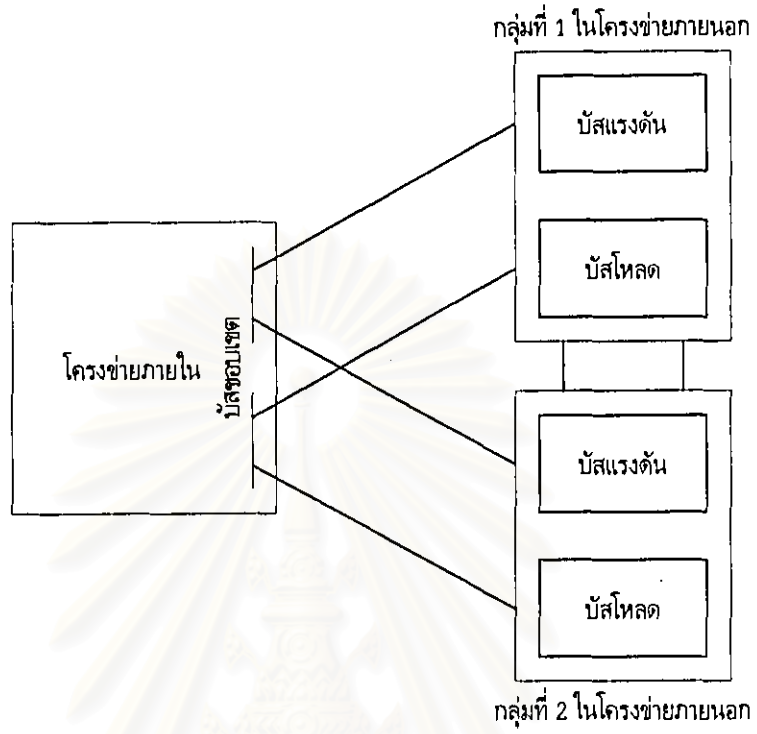 กลุ่มที่ 1 ในโครงข่ายภายนอก
บัสแรงดัน
บัสโหลด
โครงข่ายภายใน
บัสขอบเขต
บัสแรงดัน
บัสโหลด
กลุ่มที่ 2 ในโครงข่ายภายนอก